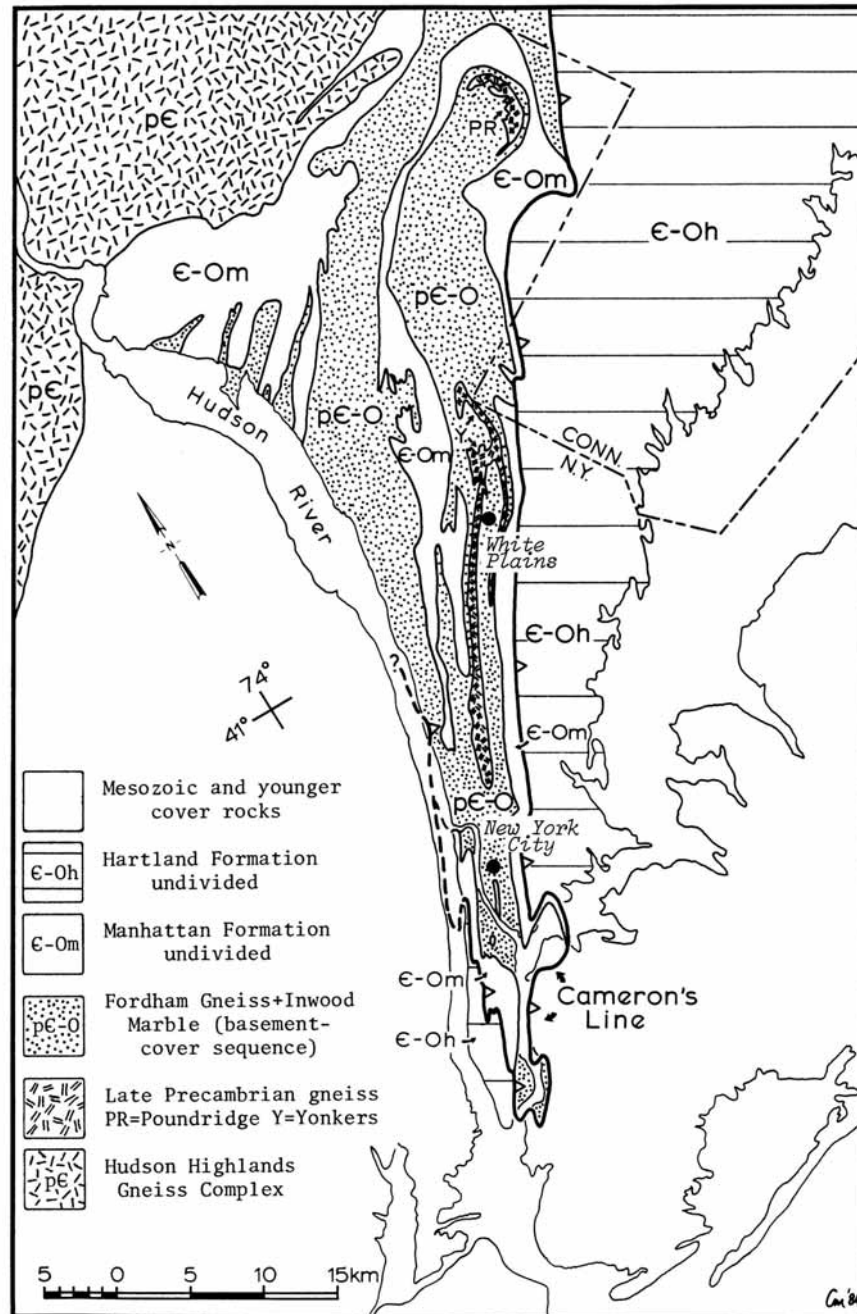 pЄ
PR
Є-Om
Є-Oh
Є-Om
pЄ-O
pЄ
Hudson
River
pЄ-O
Є-Om
Y
CONN.
N.Y.
White
Plains
N
Є-Oh
74°
41°
?
Є-Om
pЄ-O
New York
City
Є-Om
Є-Oh
Cameron's
Line
Mesozoic and younger
cover rocks
Є-Oh
Hartland Formation
undivided
Є-Om
Manhattan Formation
undivided
pЄ-O
Fordham Gneiss+Inwood
Marble (basement-
cover sequence)
Late Precambrian gneiss
PR=Poundridge Y=Yonkers
pЄ
Hudson Highlands
Gneiss Complex
5 0 5 10 15km